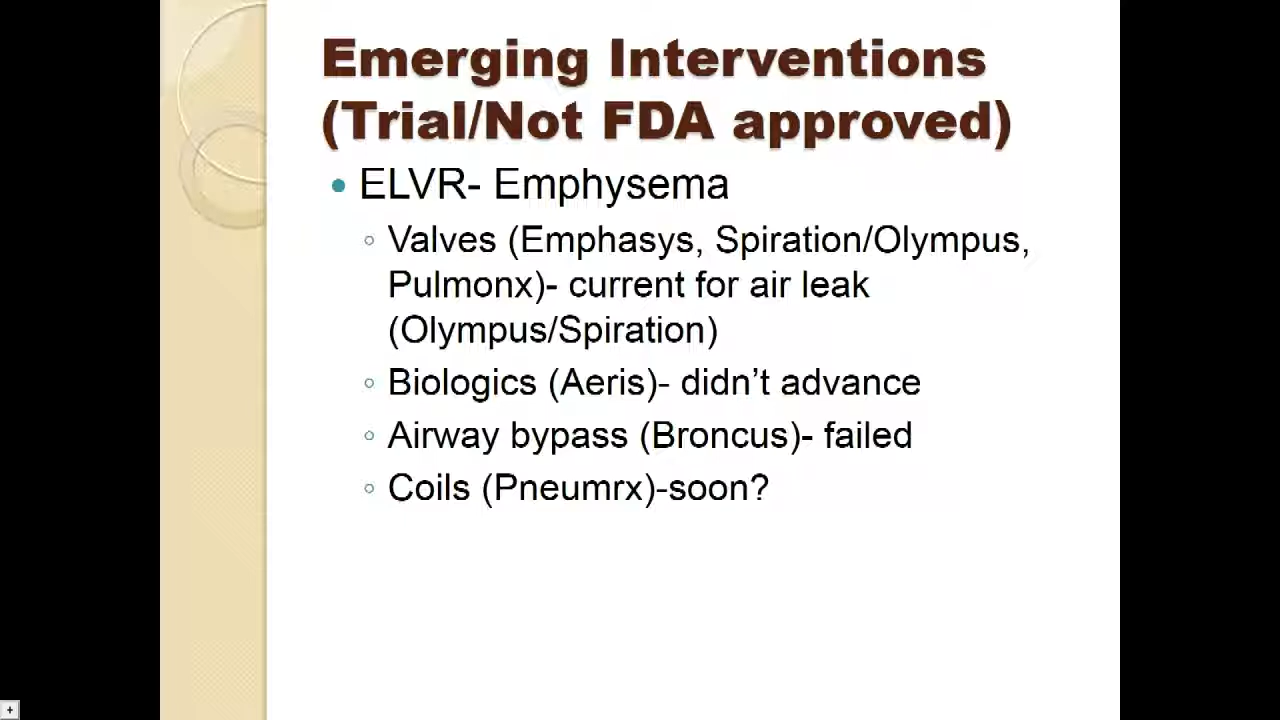 Emerging Interventions
(Trial/Not FDA approved)
ELVR- Emphysema
Valves (Emphasys, Spiration/Olympus,
Pulmonx)- current for air leak
(Olympus/Spiration)
Biologics (Aeris)- didn’t advance
Airway bypass (Broncus)- failed
Coils (Pneumrx)-soon?